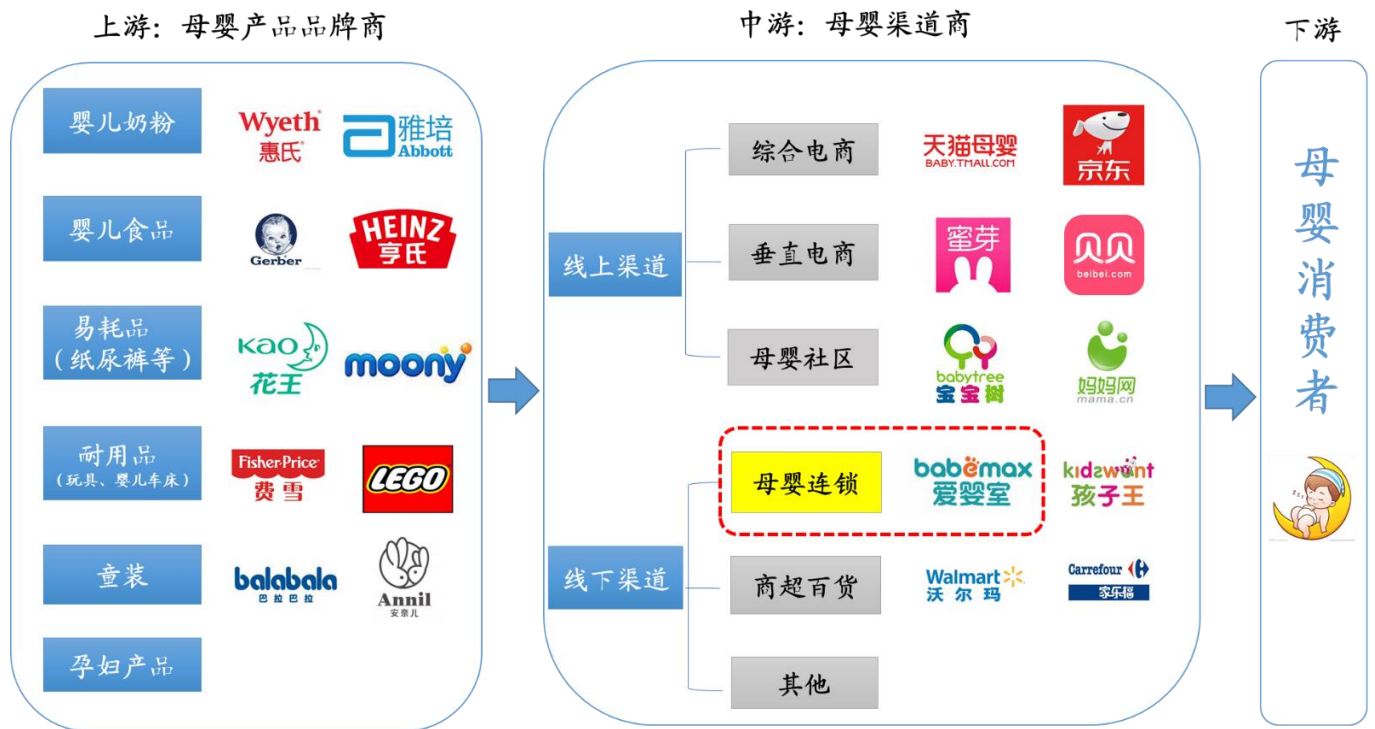 上游：母婴产品品牌商
中游：母婴渠道商
下游
婴儿奶粉
Wyeth
惠氏
雅培
Abbott
婴儿食品
Gerber
HEINZ
亨氏
易耗品
（纸尿裤等）
Kao
花王
moony
耐用品
（玩具、婴儿车床）
Fisher-Price
费雪
LEGO
童装
balabala
巴拉巴拉
Annil
安奈儿
孕妇产品
线上渠道
综合电商
天猫母婴
BABY.TMALL.COM
京东
垂直电商
蜜芽
贝贝
beibei.com
母婴社区
babytree
宝宝树
妈妈网
mama.cn
线下渠道
母婴连锁
babemax
爱婴室
kidswant
孩子王
商超百货
Walmart
沃尔玛
Carrefour
家乐福
其他
母婴消费者
zzz